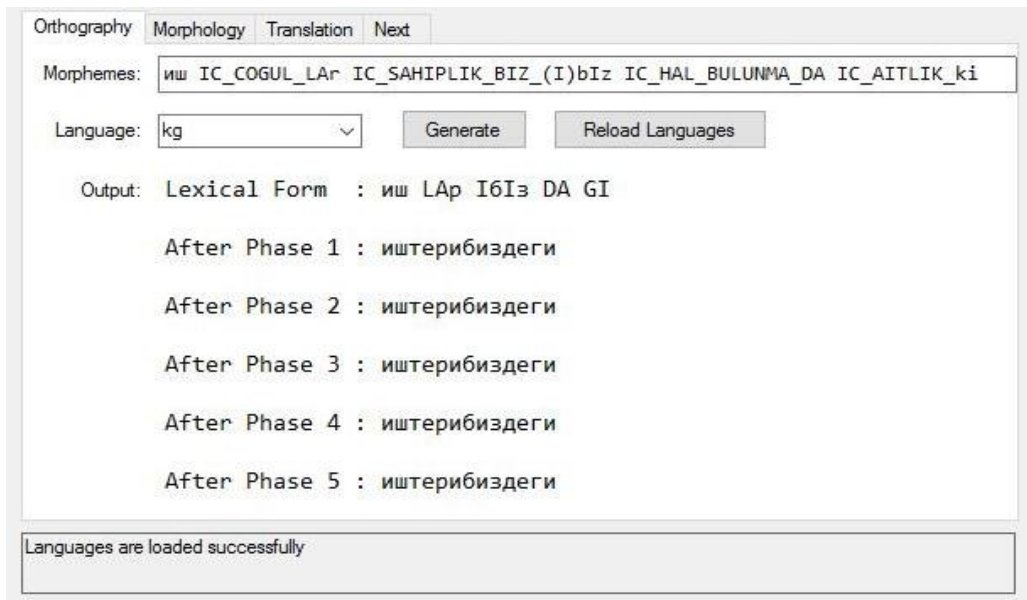 Orthography Morphology Translation Next
Morphemes: иш IC_COGUL_LAr IC_SAHIPLIK_BIZ_(I)bIz IC_HAL_BULUNMA_DA IC_AITLIK_ki
Language: kg Generate Reload Languages
Output: Lexical Form : иш LAр IбIз DA GI
After Phase 1 : иштерибиздеги
After Phase 2 : иштерибиздеги
After Phase 3 : иштерибиздеги
After Phase 4 : иштерибиздеги
After Phase 5 : иштерибиздеги
Languages are loaded successfully